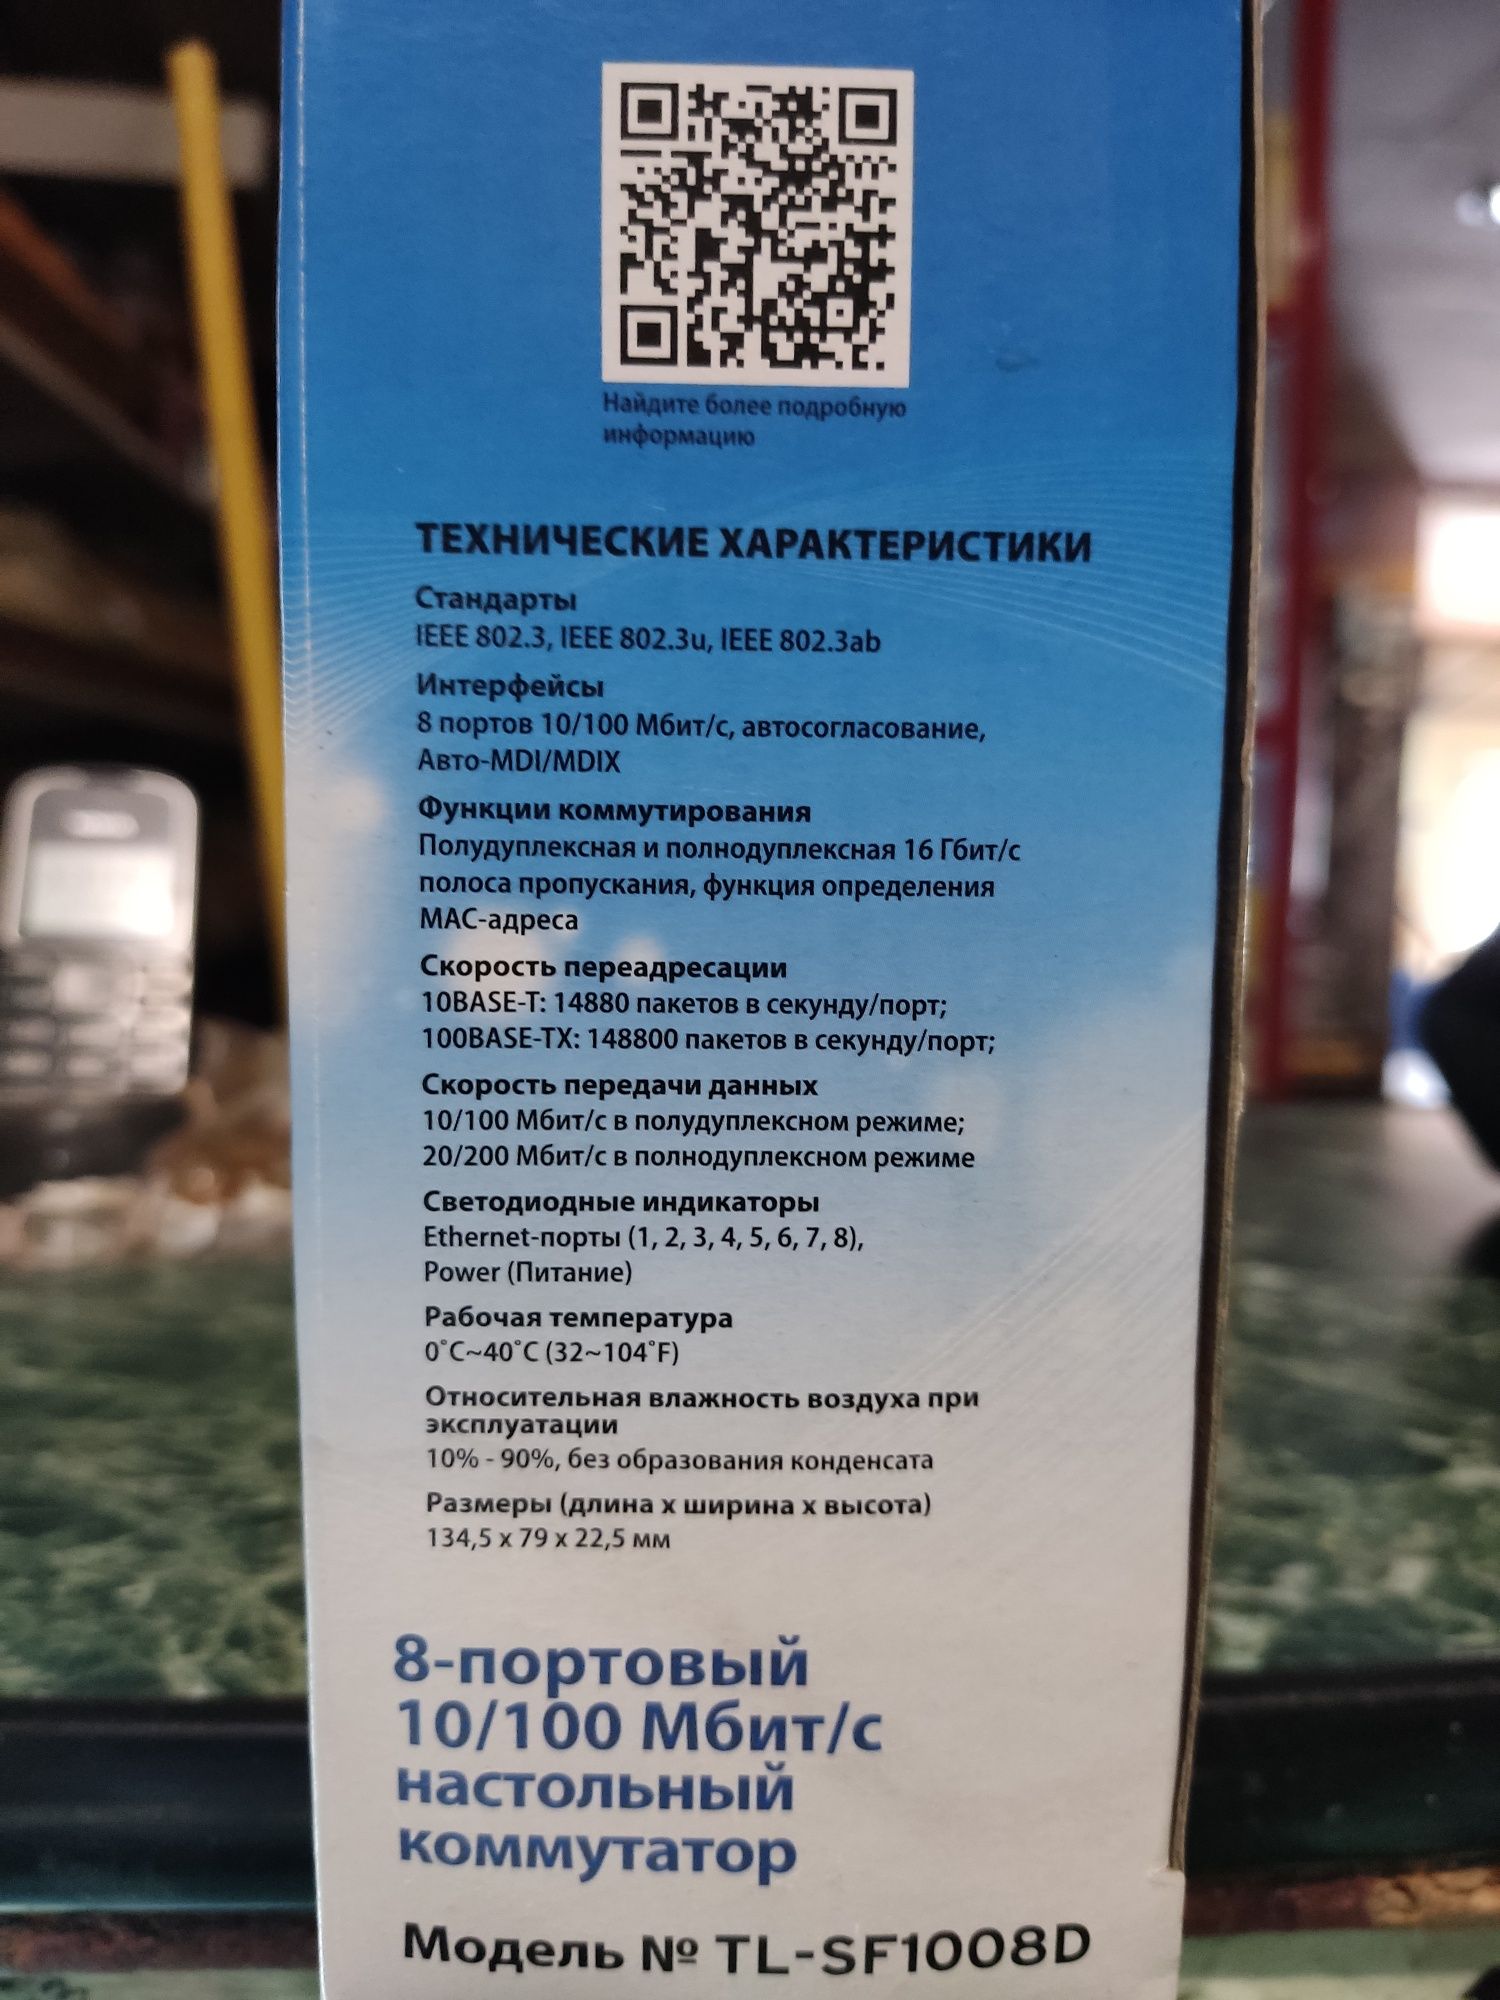 Найдите более подробную
информацию
ТЕХНИЧЕСКИЕ ХАРАКТЕРИСТИКИ
Стандарты
IEEE 802.3, IEEE 802.3u, IEEE 802.3ab
Интерфейсы
8 портов 10/100 Мбит/с, автосогласование,
Авто-MDI/MDIX
Функции коммутирования
Полудуплексная и полнодуплексная 16 Гбит/с
полоса пропускания, функция определения
MAC-адреса
Скорость переадресации
10BASE-T: 14880 пакетов в секунду/порт;
100BASE-TX: 148800 пакетов в секунду/порт;
Скорость передачи данных
10/100 Мбит/с в полудуплексном режиме;
20/200 Мбит/с в полнодуплексном режиме
Светодиодные индикаторы
Ethernet-порты (1, 2, 3, 4, 5, 6, 7, 8),
Power (Питание)
Рабочая температура
0˚C~40˚C (32~104˚F)
Относительная влажность воздуха при
эксплуатации
10% - 90%, без образования конденсата
Размеры (длина х ширина х высота)
134,5 x 79 x 22,5 мм
8-портовый
10/100 Мбит/с
настольный
коммутатор
Модель № TL-SF1008D